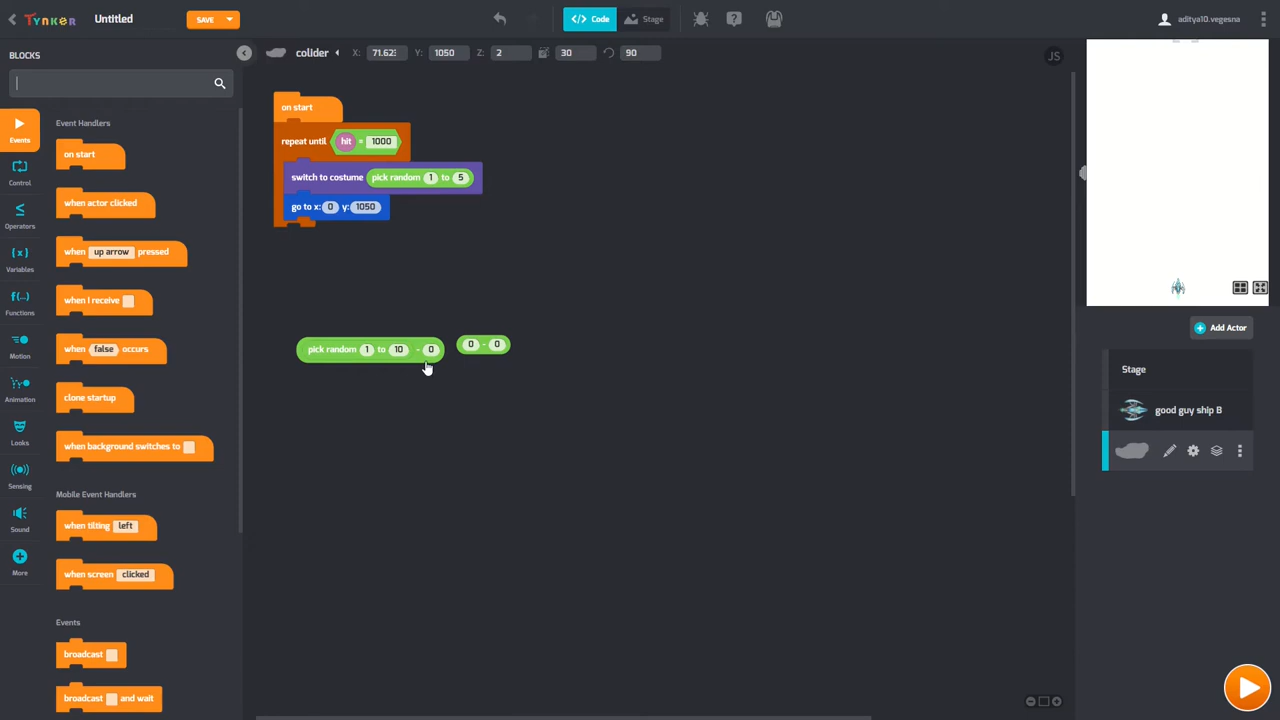 TYNKER Untitled SAVE </> Code Stage aditya10.vegesna
BLOCKS colider X: 71.62 Y: 1050 Z: 2 30 90 JS
Events
Control
Operators
Variables
Functions
Motion
Animation
Looks
Sensing
Sound
More
Event Handlers
on start
when actor clicked
when up arrow pressed
when I receive
when false occurs
clone startup
when background switches to
Mobile Event Handlers
when tilting left
when screen clicked
Events
broadcast
broadcast and wait
on start
repeat until hit = 1000
switch to costume pick random 1 to 5
go to x: 0 y: 1050
pick random 1 to 10 - 0
0 - 0
Add Actor
Stage
good guy ship B